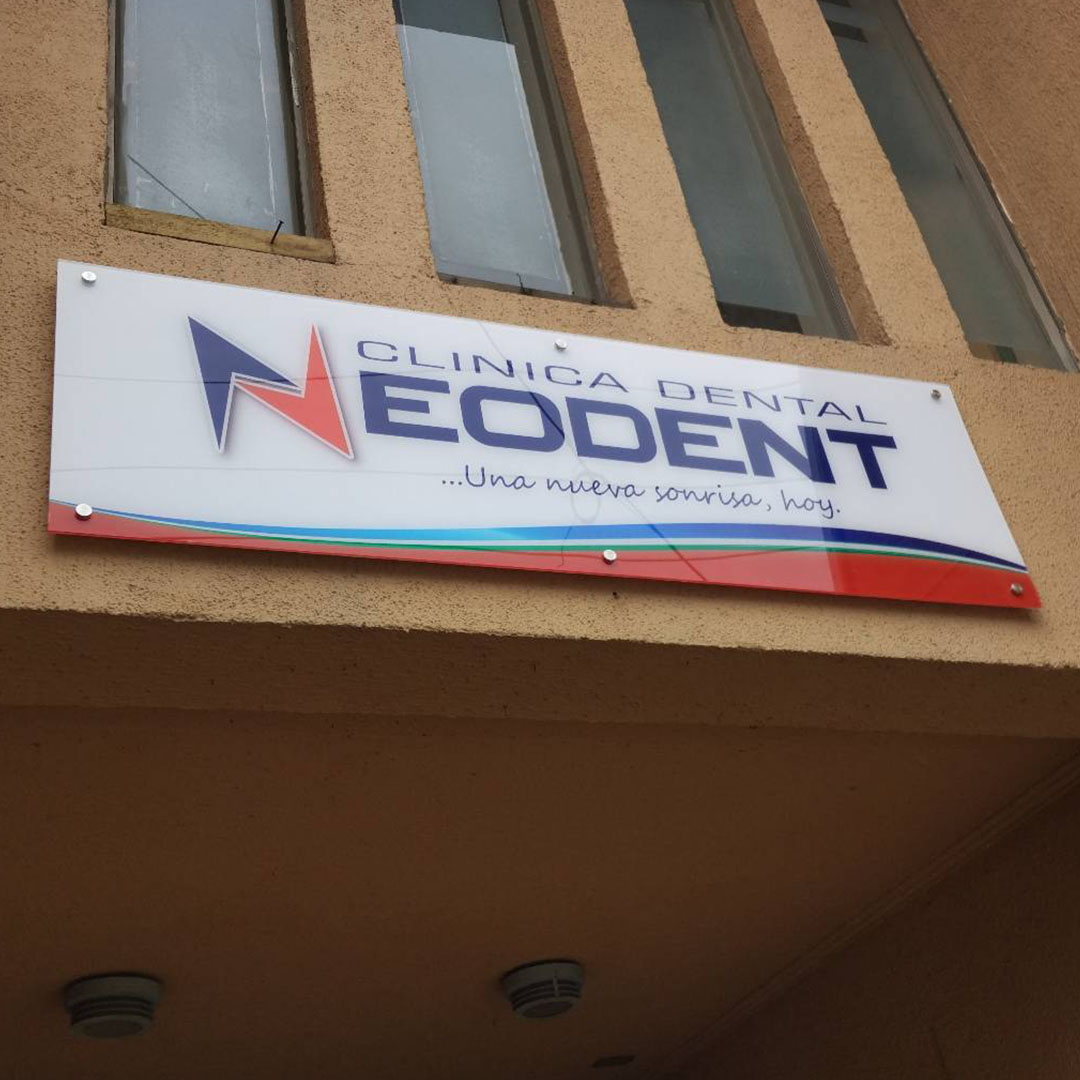 CLINICA DENTAL
NEODENT
...Una nueva sonrisa, hoy.